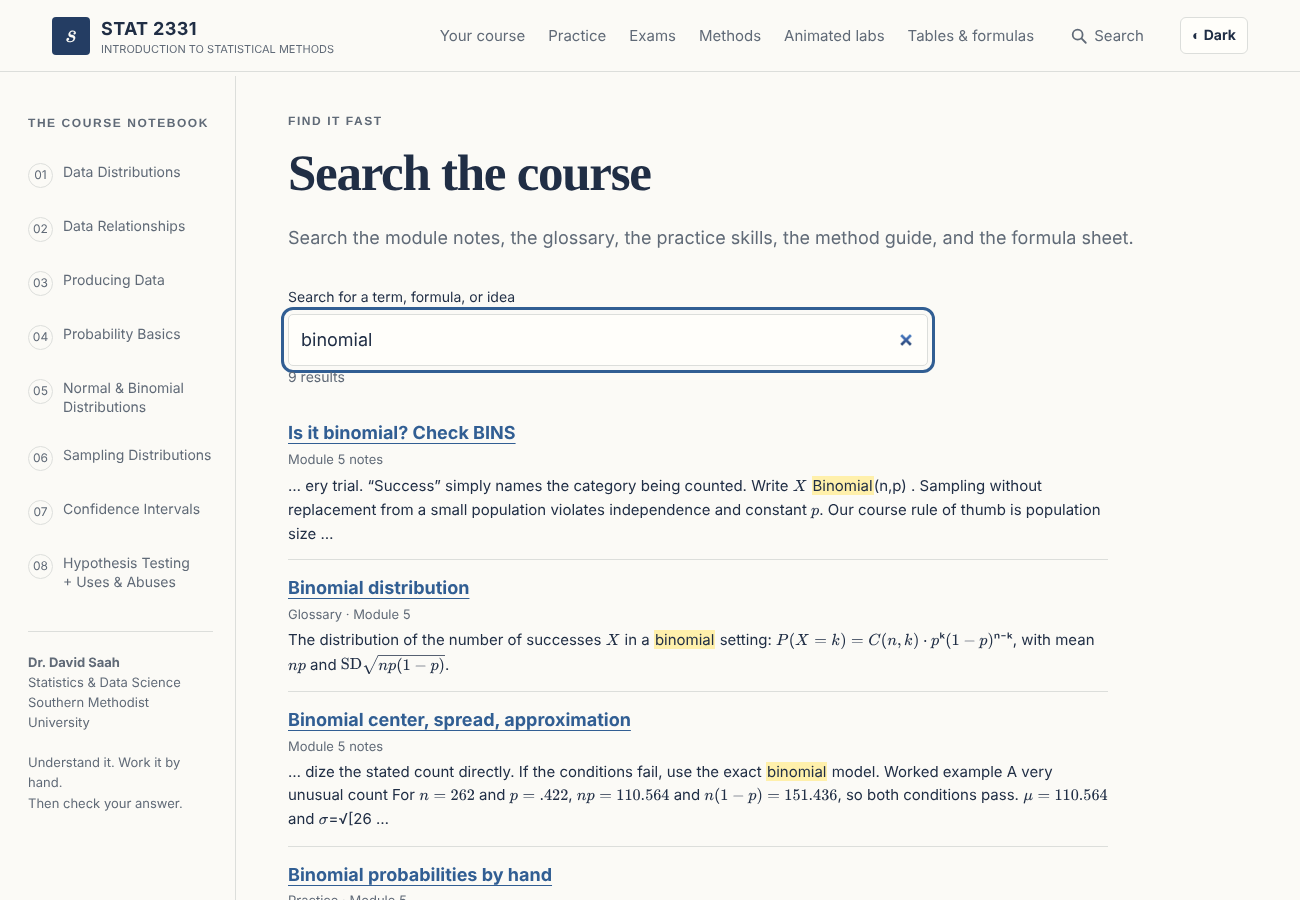 s
STAT 2331
INTRODUCTION TO STATISTICAL METHODS
Your course
Practice
Exams
Methods
Animated labs
Tables & formulas
Search
Dark
THE COURSE NOTEBOOK
01 Data Distributions
02 Data Relationships
03 Producing Data
04 Probability Basics
05 Normal & Binomial
Distributions
06 Sampling Distributions
07 Confidence Intervals
08 Hypothesis Testing
+ Uses & Abuses
Dr. David Saah
Statistics & Data Science
Southern Methodist
University
Understand it. Work it by
hand.
Then check your answer.
FIND IT FAST
Search the course
Search the module notes, the glossary, the practice skills, the method guide, and the formula sheet.
Search for a term, formula, or idea
binomial
9 results
Is it binomial? Check BINS
Module 5 notes
… ery trial. “Success” simply names the category being counted. Write X Binomial(n,p) . Sampling without
replacement from a small population violates independence and constant p. Our course rule of thumb is population
size …
Binomial distribution
Glossary · Module 5
The distribution of the number of successes X in a binomial setting: P(X = k) = C(n, k) · pᵏ(1 − p)ⁿ⁻ᵏ, with mean
np and SD√np(1 − p).
Binomial center, spread, approximation
Module 5 notes
… dize the stated count directly. If the conditions fail, use the exact binomial model. Worked example A very
unusual count For n = 262 and p = .422, np = 110.564 and n(1 − p) = 151.436, so both conditions pass. μ = 110.564
and σ=√[26 …
Binomial probabilities by hand
Practice · Module 5